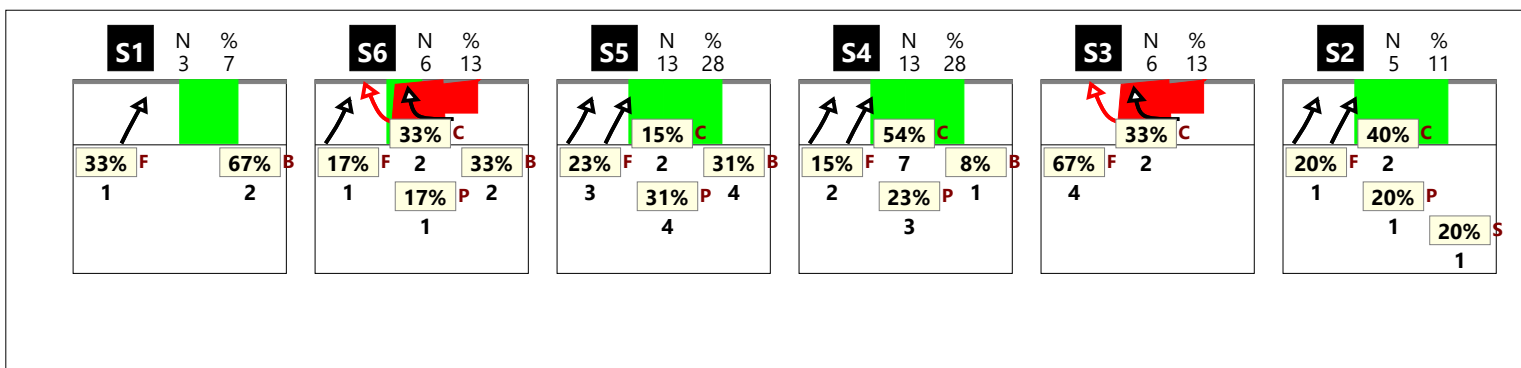 S1 N % S6 N % S5 N % S4 N % S3 N % S2 N %
3 7 6 13 13 28 13 28 6 13 5 11
33% C 15% C 54% C 33% C 40% C
33% F 67% B 17% F 2 33% B 23% F 2 31% B 15% F 7 8% B 67% F 2 20% F 2
1 2 1 17% P 2 3 31% P 4 2 23% P 1 4 1 20% P
1 4 3 1 20% S
1